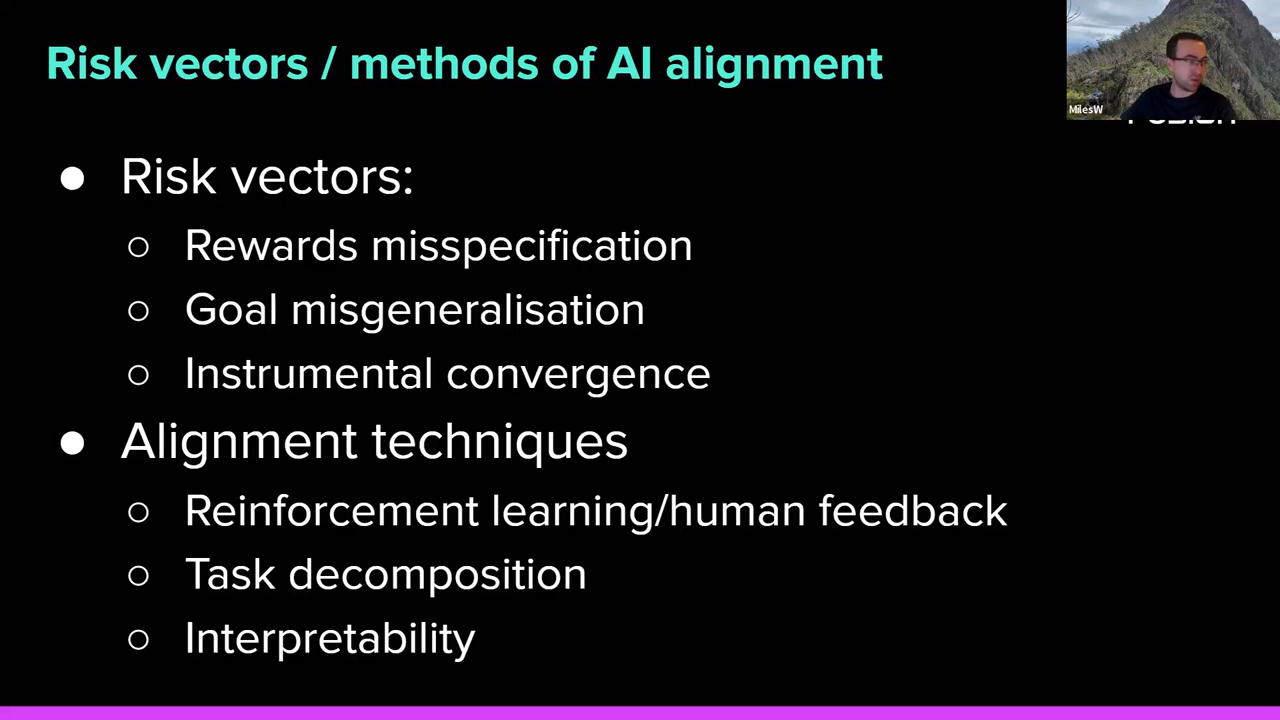 Risk vectors / methods of AI alignment
MilesW
● Risk vectors:
○ Rewards misspecification
○ Goal misgeneralisation
○ Instrumental convergence
● Alignment techniques
○ Reinforcement learning/human feedback
○ Task decomposition
○ Interpretability